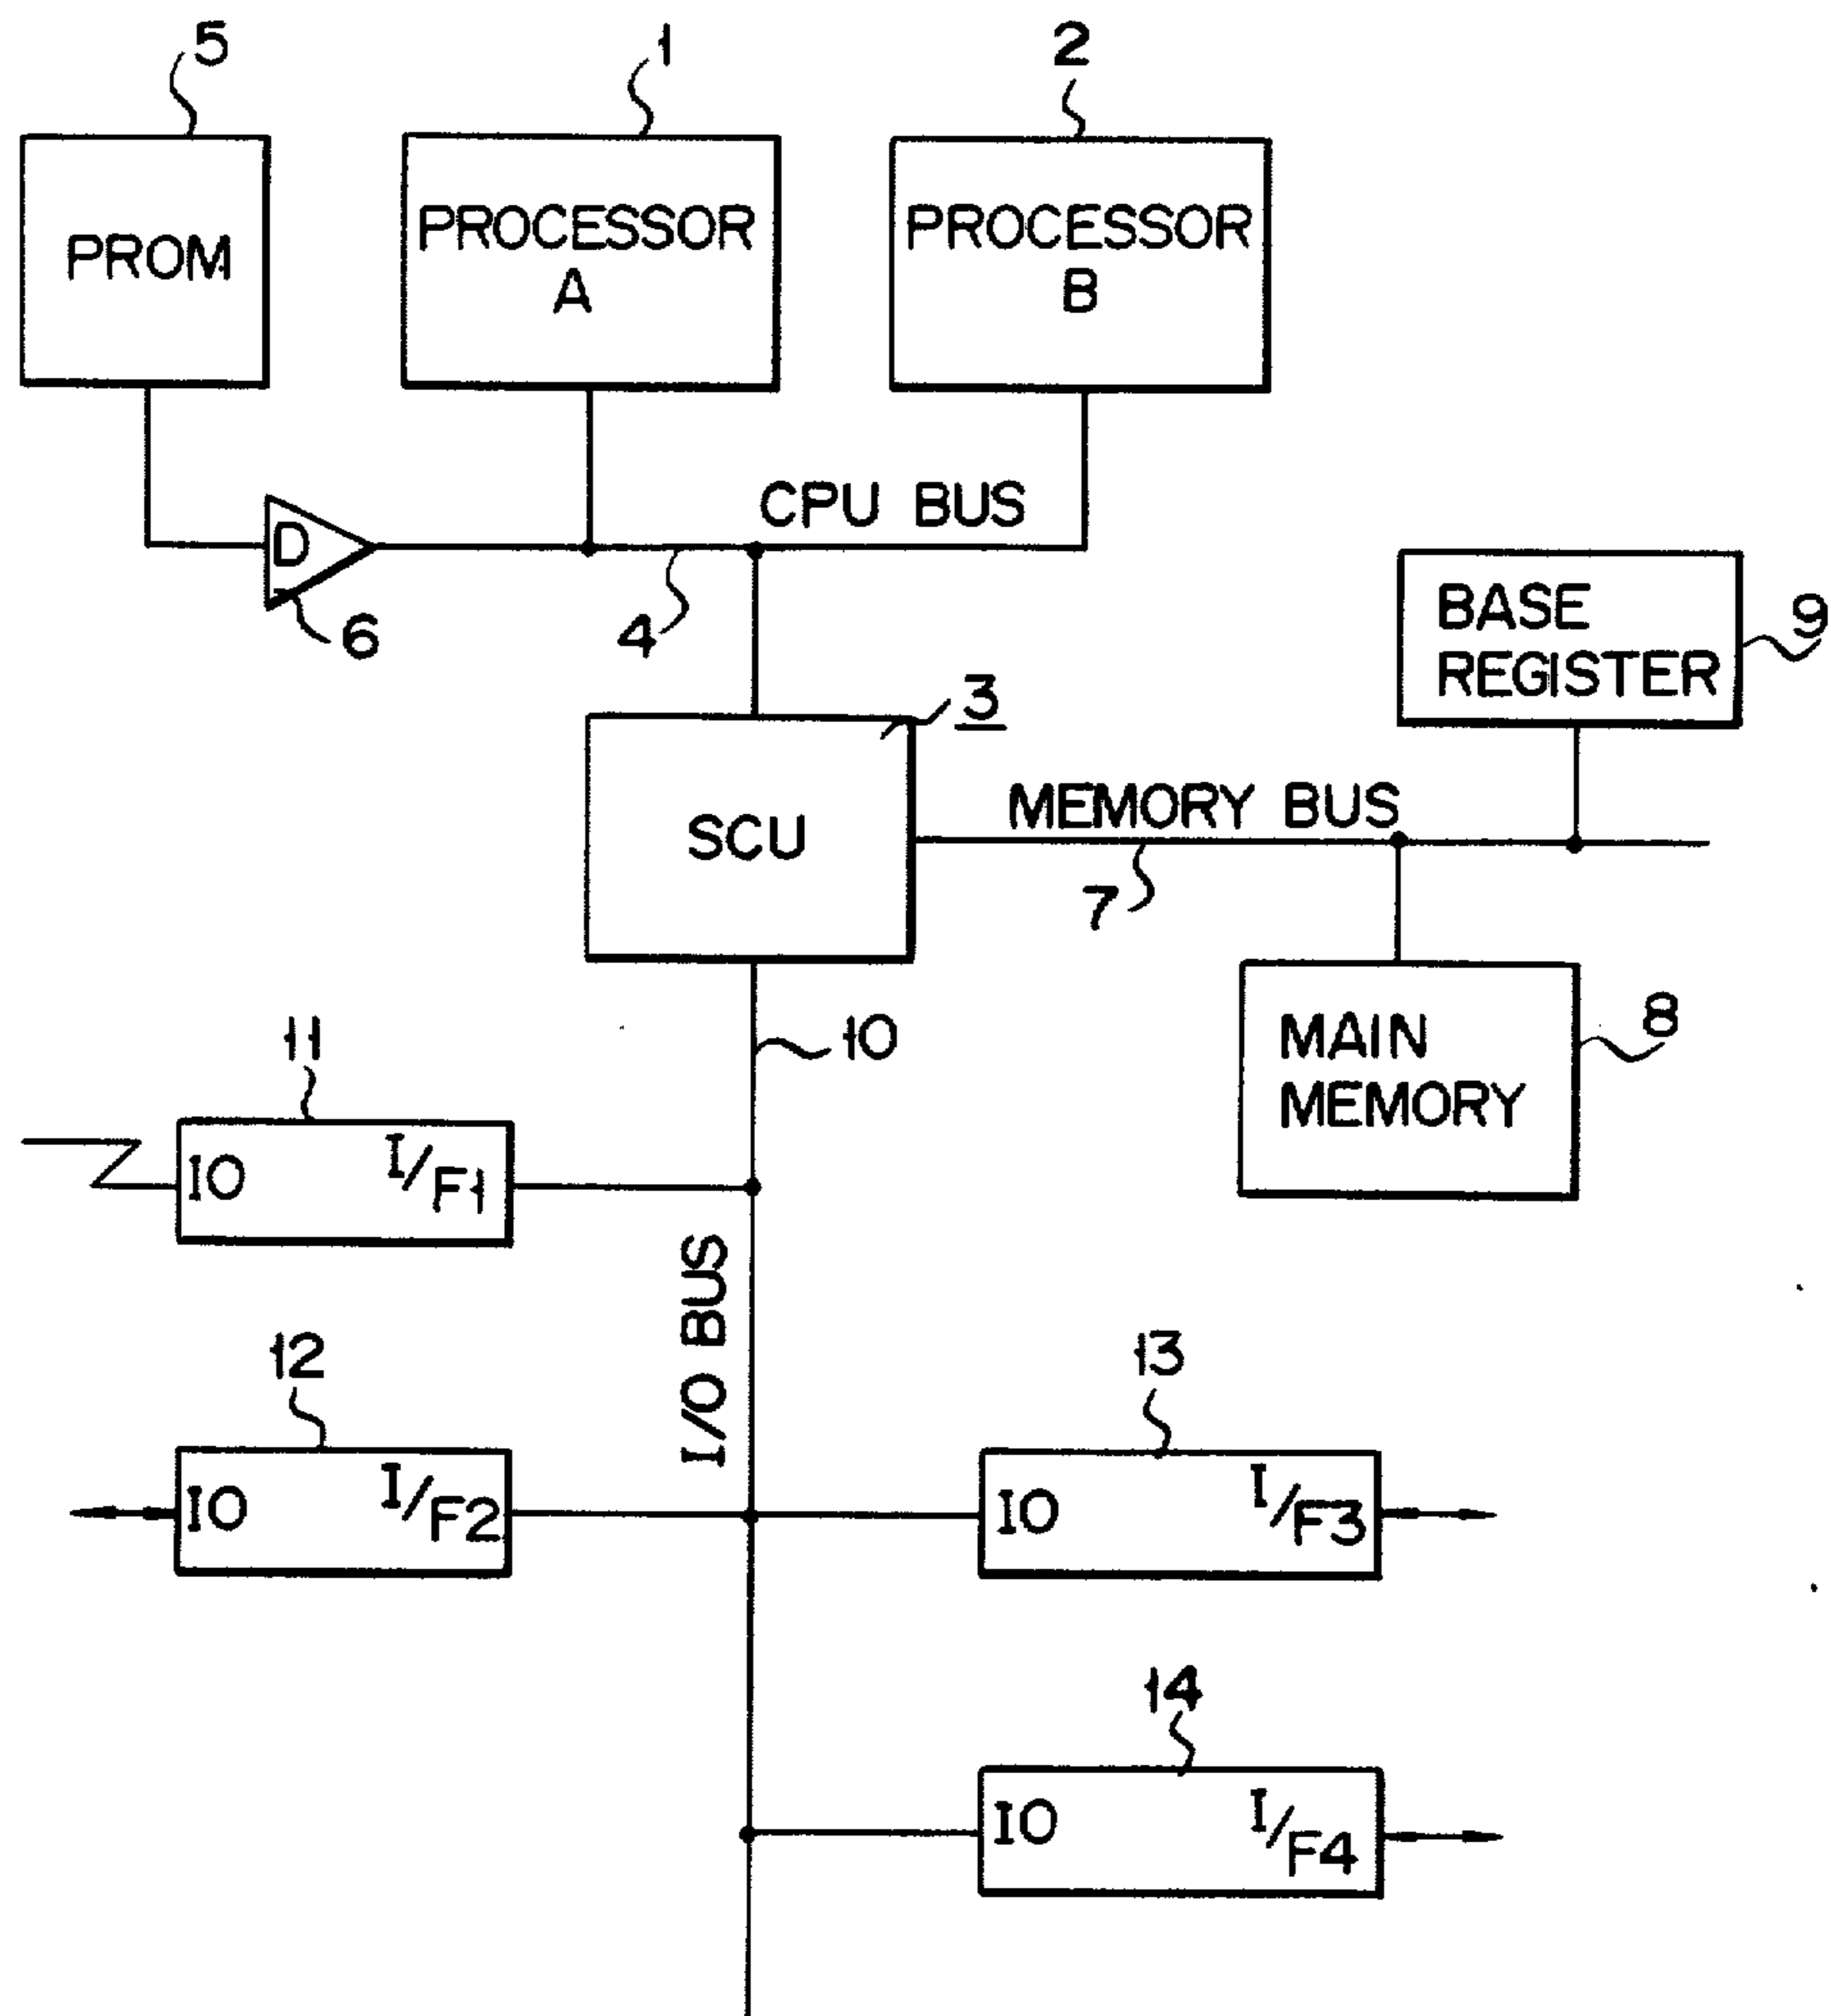 5
1
2
PROM
PROCESSOR
A
PROCESSOR
B
CPU BUS
D
6
4
BASE
REGISTER
9
3
SCU
MEMORY BUS
7
10
MAIN
MEMORY
8
11
IO I/F1
I/O BUS
12
IO I/F2
13
IO I/F3
14
IO I/F4